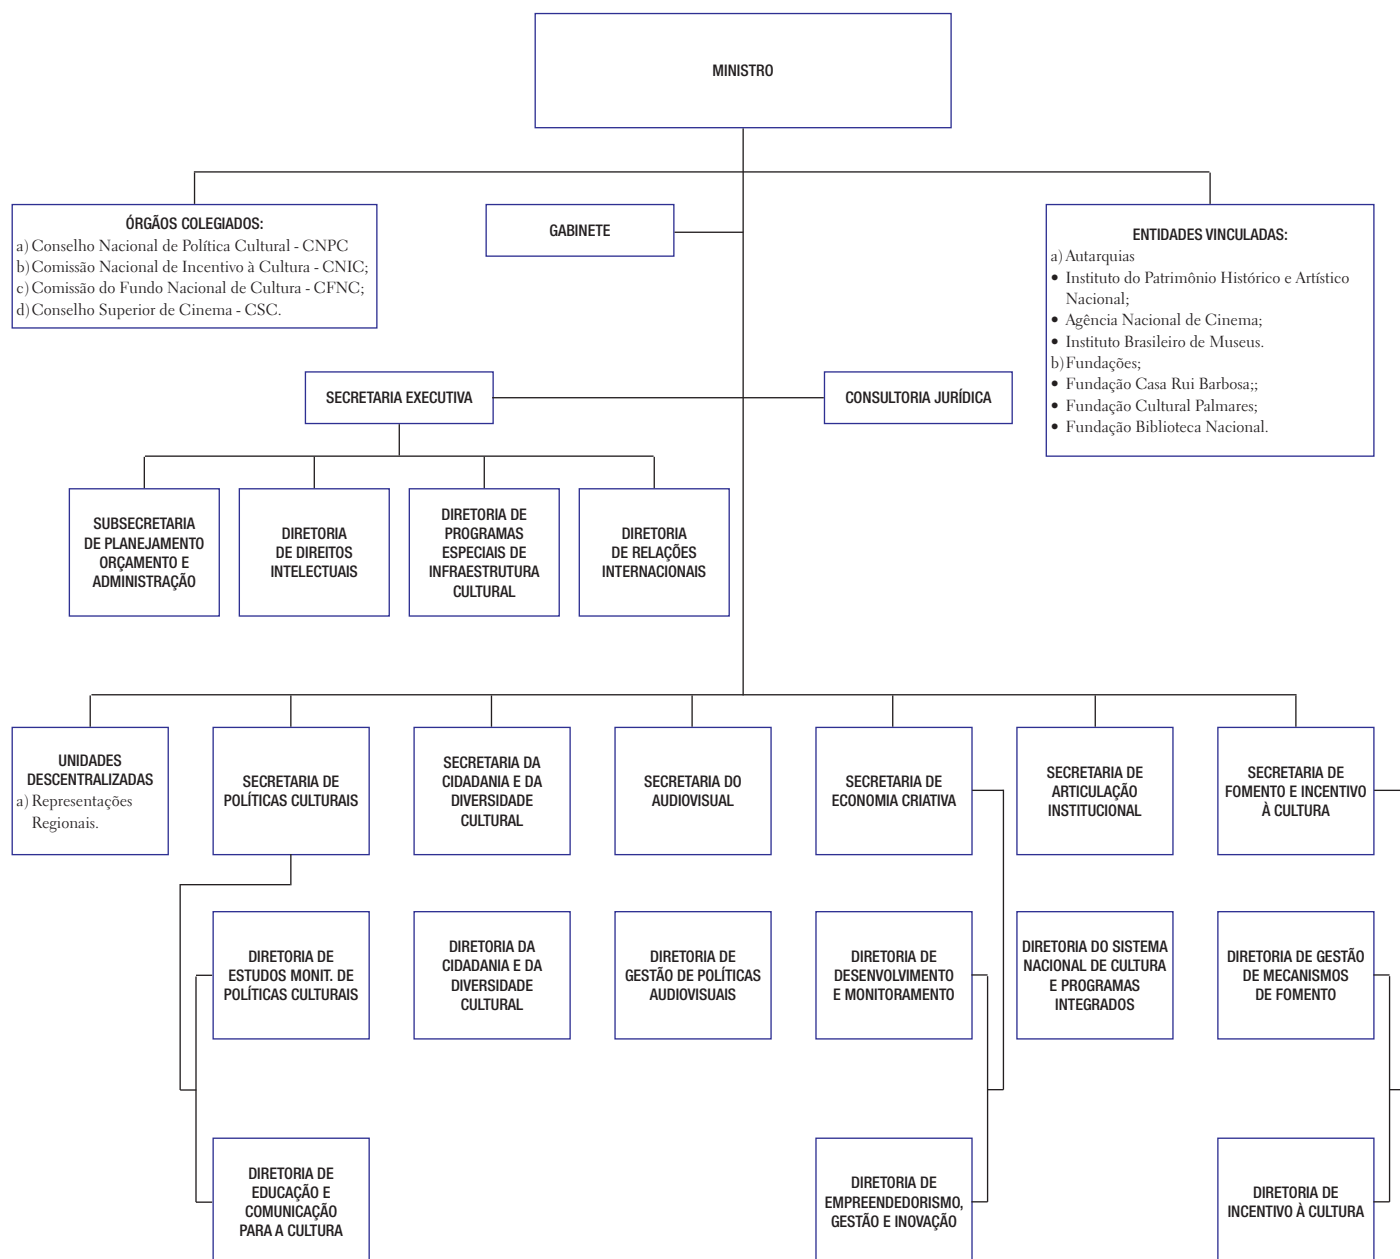 MINISTRO
ÓRGÃOS COLEGIADOS:
a) Conselho Nacional de Política Cultural - CNPC
b) Comissão Nacional de Incentivo à Cultura - CNIC;
c) Comissão do Fundo Nacional de Cultura - CFNC;
d) Conselho Superior de Cinema - CSC.
GABINETE
ENTIDADES VINCULADAS:
a) Autarquias
• Instituto do Patrimônio Histórico e Artístico
Nacional;
• Agência Nacional de Cinema;
• Instituto Brasileiro de Museus.
b) Fundações;
• Fundação Casa Rui Barbosa;;
• Fundação Cultural Palmares;
• Fundação Biblioteca Nacional.
SECRETARIA EXECUTIVA
CONSULTORIA JURÍDICA
SUBSECRETARIA
DE PLANEJAMENTO
ORÇAMENTO E
ADMINISTRAÇÃO
DIRETORIA
DE DIREITOS
INTELECTUAIS
DIRETORIA DE
PROGRAMAS
ESPECIAIS DE
INFRAESTRUTURA
CULTURAL
DIRETORIA
DE RELAÇÕES
INTERNACIONAIS
UNIDADES
DESCENTRALIZADAS
a) Representações
Regionais.
SECRETARIA DE
POLÍTICAS CULTURAIS
SECRETARIA DA
CIDADANIA E DA
DIVERSIDADE
CULTURAL
SECRETARIA DO
AUDIOVISUAL
SECRETARIA DE
ECONOMIA CRIATIVA
SECRETARIA DE
ARTICULAÇÃO
INSTITUCIONAL
SECRETARIA DE
FOMENTO E INCENTIVO
À CULTURA
DIRETORIA DE
ESTUDOS MONIT. DE
POLÍTICAS CULTURAIS
DIRETORIA DA
CIDADANIA E DA
DIVERSIDADE
CULTURAL
DIRETORIA DE
GESTÃO DE POLÍTICAS
AUDIOVISUAIS
DIRETORIA DE
DESENVOLVIMENTO
E MONITORAMENTO
DIRETORIA DO SISTEMA
NACIONAL DE CULTURA
E PROGRAMAS
INTEGRADOS
DIRETORIA DE GESTÃO
DE MECANISMOS
DE FOMENTO
DIRETORIA DE
EDUCAÇÃO E
COMUNICAÇÃO
PARA A CULTURA
DIRETORIA DE
EMPREENDEDORISMO,
GESTÃO E INOVAÇÃO
DIRETORIA DE
INCENTIVO À CULTURA